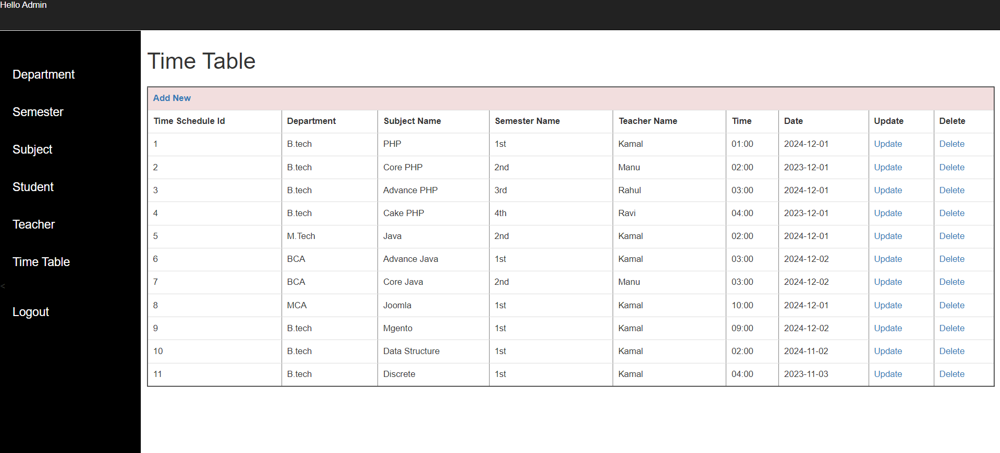 Hello Admin
Department
Semester
Subject
Student
Teacher
Time Table
<
Logout
Time Table
Add New
Time Schedule Id Department Subject Name Semester Name Teacher Name Time Date Update Delete
1 B.tech PHP 1st Kamal 01:00 2024-12-01 Update Delete
2 B.tech Core PHP 2nd Manu 02:00 2023-12-01 Update Delete
3 B.tech Advance PHP 3rd Rahul 03:00 2024-12-01 Update Delete
4 B.tech Cake PHP 4th Ravi 04:00 2023-12-01 Update Delete
5 M.Tech Java 2nd Kamal 02:00 2024-12-01 Update Delete
6 BCA Advance Java 1st Kamal 03:00 2024-12-02 Update Delete
7 BCA Core Java 2nd Manu 03:00 2024-12-02 Update Delete
8 MCA Joomla 1st Kamal 10:00 2024-12-01 Update Delete
9 B.tech Mgento 1st Kamal 09:00 2024-12-02 Update Delete
10 B.tech Data Structure 1st Kamal 02:00 2024-11-02 Update Delete
11 B.tech Discrete 1st Kamal 04:00 2023-11-03 Update Delete